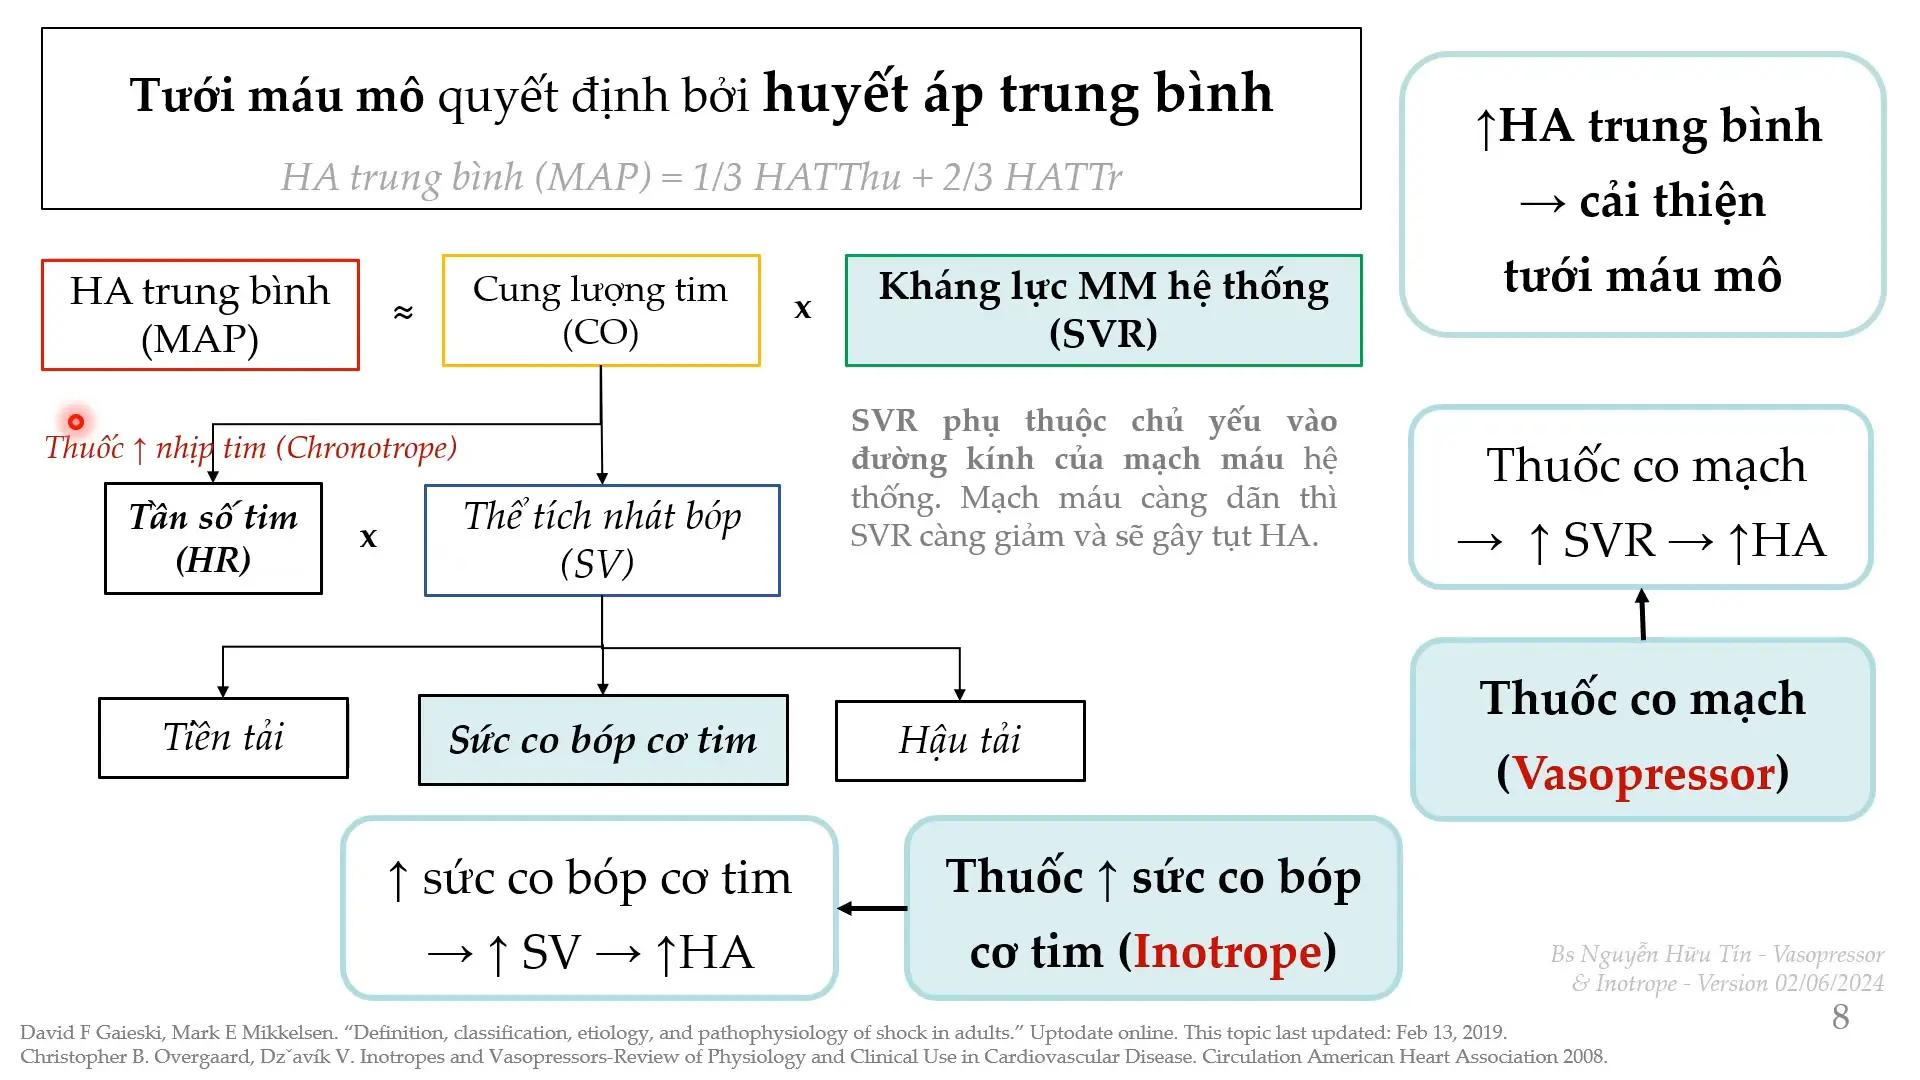 Tưới máu mô quyết định bởi huyết áp trung bình
HA trung bình (MAP) = 1/3 HATThu + 2/3 HATTr
↑HA trung bình
→ cải thiện
tưới máu mô
HA trung bình
(MAP)
≈
Cung lượng tim
(CO)
x
Kháng lực MM hệ thống
(SVR)
Thuốc ↑ nhịp tim (Chronotrope)
SVR phụ thuộc chủ yếu vào
đường kính của mạch máu hệ
thống. Mạch máu càng dãn thì
SVR càng giảm và sẽ gây tụt HA.
Thuốc co mạch
→ ↑ SVR → ↑HA
Tần số tim
(HR)
x
Thể tích nhát bóp
(SV)
Thuốc co mạch
(Vasopressor)
Tiền tải
Sức co bóp cơ tim
Hậu tải
↑ sức co bóp cơ tim
→ ↑ SV → ↑HA
Thuốc ↑ sức co bóp
cơ tim (Inotrope)
Bs Nguyễn Hữu Tín - Vasopressor
& Inotrope - Version 02/06/2024
8
David F Gaieski, Mark E Mikkelsen. “Definition, classification, etiology, and pathophysiology of shock in adults.” Uptodate online. This topic last updated: Feb 13, 2019.
Christopher B. Overgaard, Dzˇavík V. Inotropes and Vasopressors-Review of Physiology and Clinical Use in Cardiovascular Disease. Circulation American Heart Association 2008.